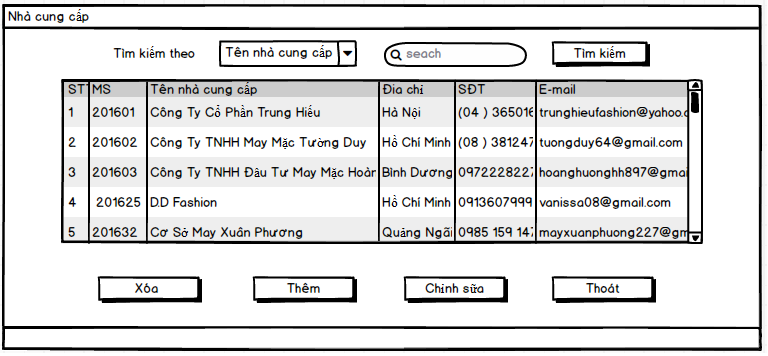 Nhà cung cấp
Tìm kiếm theo Tên nhà cung cấp seach Tìm kiếm
ST MS Tên nhà cung cấp Địa chỉ SĐT E-mail
1 201601 Công Ty Cổ Phần Trung Hiếu Hà Nội (04 ) 365016 trunghieufashion@yahoo.c
2 201602 Công Ty TNHH May Mặc Tường Duy Hồ Chí Minh (08 ) 381247 tuongduy64@gmail.com
3 201603 Công Ty TNHH Đầu Tư May Mặc Hoàn Bình Dương 0972228227 hoanghuonghh897@gmai
4 201625 D.D Fashion Hồ Chí Minh 0913607999 vanissa08@gmail.com
5 201632 Cơ Sở May Xuân Phương Quảng Ngãi 0985 159 147 mayxuanphuong227@gm
Xóa Thêm Chỉnh sữa Thoát